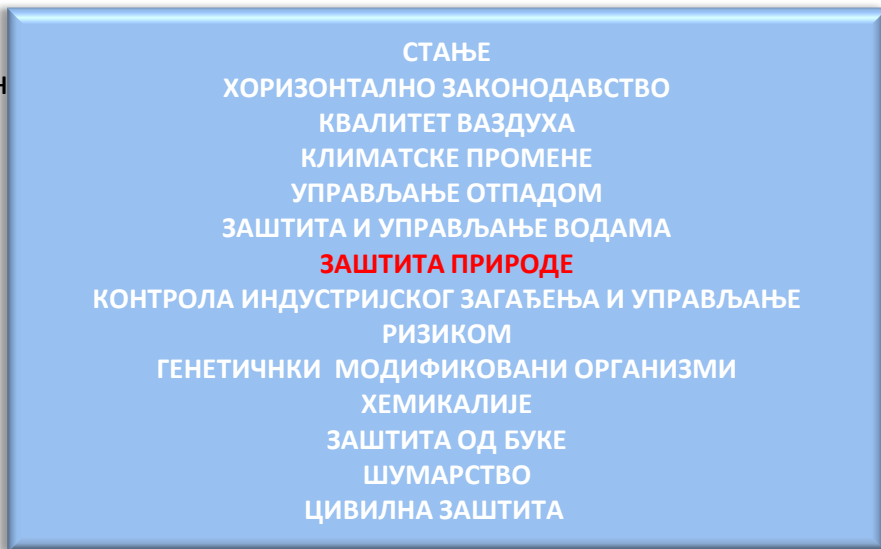 СТАЊЕ
ХОРИЗОНТАЛНО ЗАКОНОДАВСТВО
КВАЛИТЕТ ВАЗДУХА
КЛИМАТСКЕ ПРОМЕНЕ
УПРАВЉАЊЕ ОТПАДОМ
ЗАШТИТА И УПРАВЉАЊЕ ВОДАМА
ЗАШТИТА ПРИРОДЕ
КОНТРОЛА ИНДУСТРИЈСКОГ ЗАГАЂЕЊА И УПРАВЉАЊЕ
РИЗИКОМ
ГЕНЕТИЧНКИ МОДИФИКОВАНИ ОРГАНИЗМИ
ХЕМИКАЛИЈЕ
ЗАШТИТА ОД БУКЕ
ШУМАРСТВО
ЦИВИЛНА ЗАШТИТА